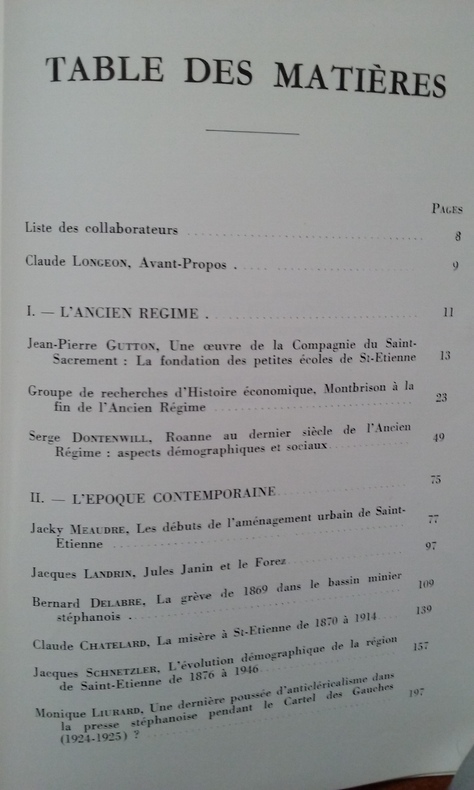 TABLE DES MATIÈRES
PAGES
Liste des collaborateurs 8
Claude LONGEON, Avant-Propos . 9
I. — L'ANCIEN REGIME . 11
Jean-Pierre GUTTON, Une œuvre de la Compagnie du Saint-
Sacrement : La fondation des petites écoles de St-Etienne 13
Groupe de recherches d'Histoire économique, Montbrison à la
fin de l'Ancien Régime 23
Serge DONTENWILL, Roanne au dernier siècle de l'Ancien
Régime : aspects démographiques et sociaux 49
II. — L'EPOQUE CONTEMPORAINE 75
Jacky MEAUDRE, Les débuts de l'aménagement urbain de Saint-
Etienne 77
Jacques LANDRIN, Jules Janin et le Forez 97
Bernard DELABRE, La grève de 1869 dans le bassin minier
stéphanois . 109
Claude CHATELARD, La misère à St-Etienne de 1870 à 1914 139
Jacques SCHNETZLER, L'évolution démographique de la région
de Saint-Etienne de 1876 à 1946 157
Monique LIURARD, Une dernière poussée d'anticléricalisme dans
la presse stéphanoise pendant le Cartel des Gauches
(1924-1925) ? 197